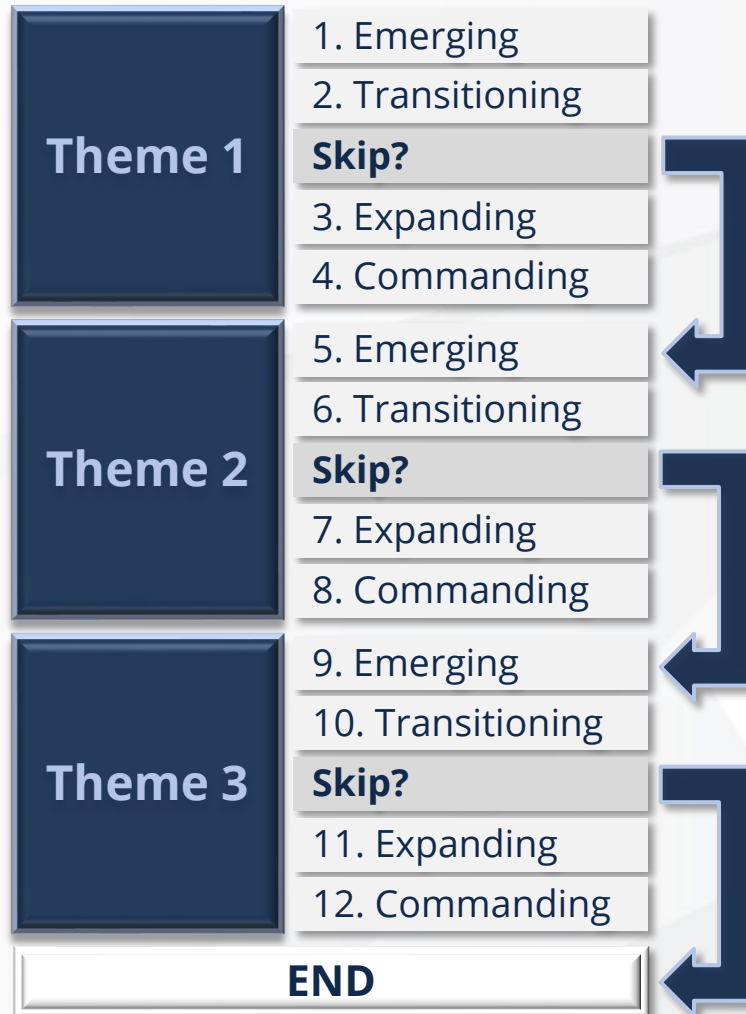 Theme 1
1. Emerging
2. Transitioning
Skip?
3. Expanding
4. Commanding
Theme 2
5. Emerging
6. Transitioning
Skip?
7. Expanding
8. Commanding
Theme 3
9. Emerging
10. Transitioning
Skip?
11. Expanding
12. Commanding
END